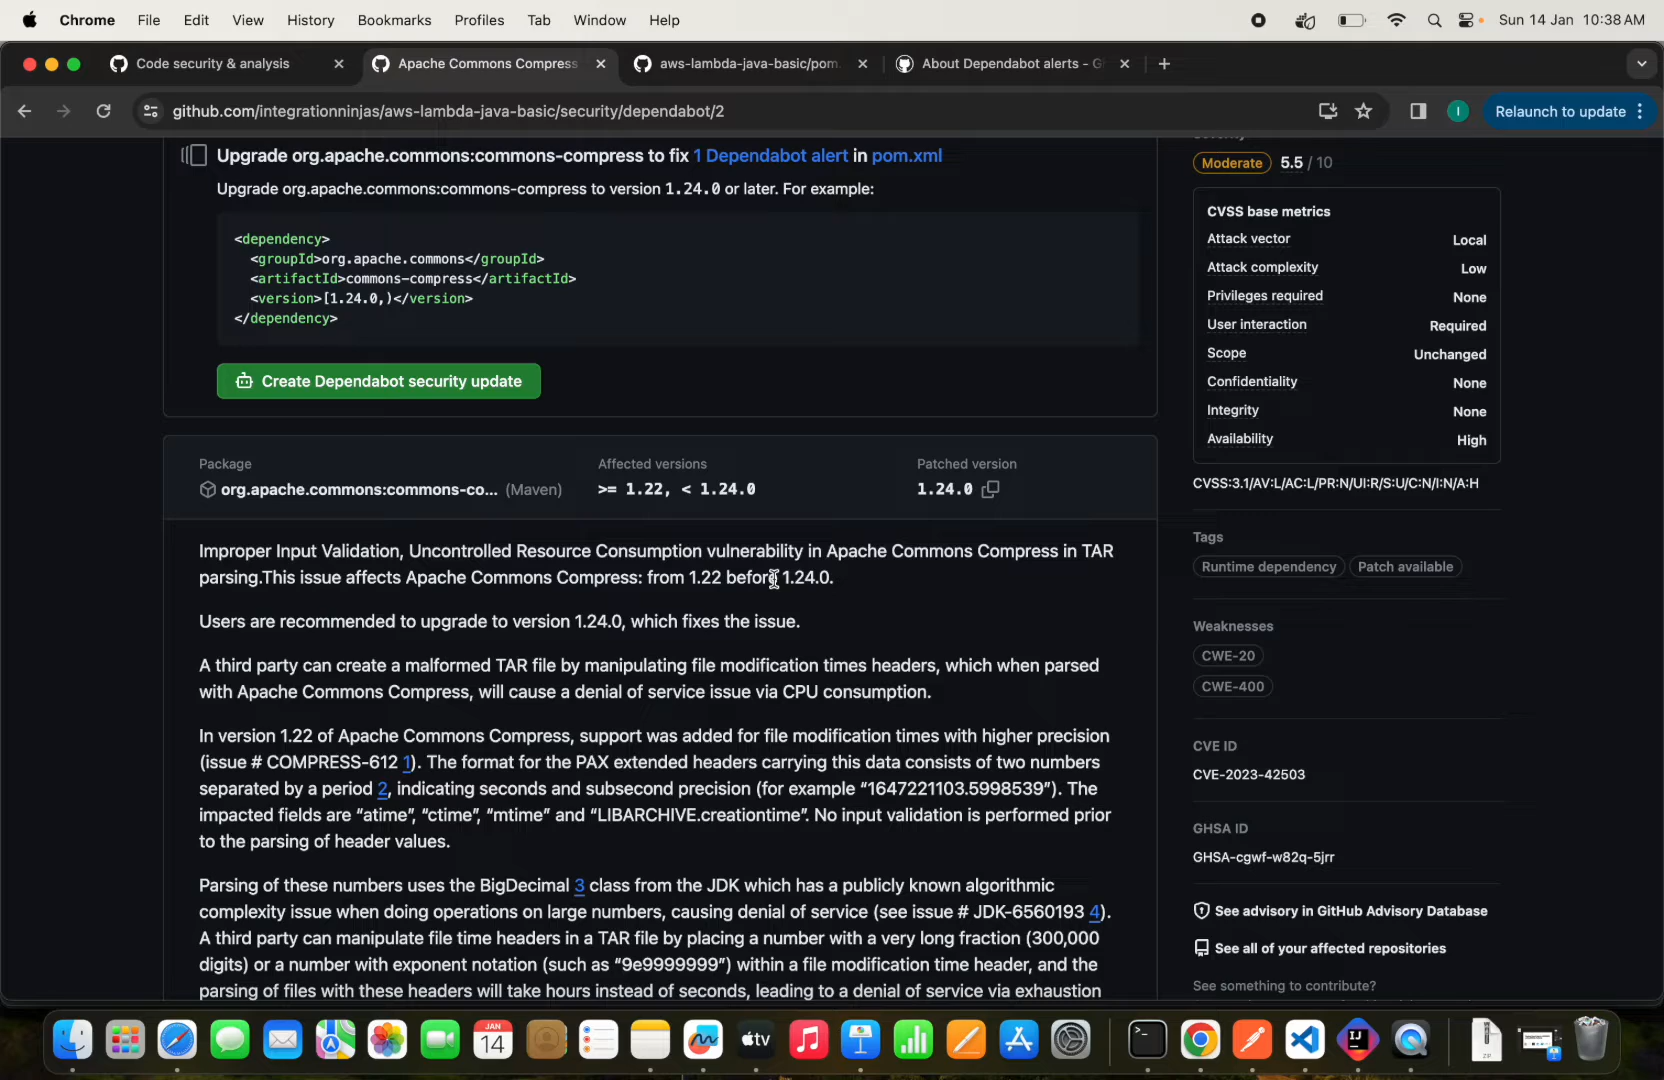 Chrome File Edit View History Bookmarks Profiles Tab Window Help Sun 14 Jan 10:38 AM
Code security & analysis Apache Commons Compress aws-lambda-java-basic/pom. About Dependabot alerts - G
github.com/integrationninjas/aws-lambda-java-basic/security/dependabot/2 I Relaunch to update
Upgrade org.apache.commons:commons-compress to fix 1 Dependabot alert in pom.xml
Upgrade org.apache.commons:commons-compress to version 1.24.0 or later. For example:
<dependency>
<groupId>org.apache.commons</groupId>
<artifactId>commons-compress</artifactId>
<version>[1.24.0,)</version>
</dependency>
Create Dependabot security update
Package Affected versions Patched version
org.apache.commons:commons-co... (Maven) >= 1.22, < 1.24.0 1.24.0
Improper Input Validation, Uncontrolled Resource Consumption vulnerability in Apache Commons Compress in TAR
parsing.This issue affects Apache Commons Compress: from 1.22 before 1.24.0.
Users are recommended to upgrade to version 1.24.0, which fixes the issue.
A third party can create a malformed TAR file by manipulating file modification times headers, which when parsed
with Apache Commons Compress, will cause a denial of service issue via CPU consumption.
In version 1.22 of Apache Commons Compress, support was added for file modification times with higher precision
(issue # COMPRESS-612 1). The format for the PAX extended headers carrying this data consists of two numbers
separated by a period 2, indicating seconds and subsecond precision (for example “1647221103.5998539”). The
impacted fields are “atime”, “ctime”, “mtime” and “LIBARCHIVE.creationtime”. No input validation is performed prior
to the parsing of header values.
Parsing of these numbers uses the BigDecimal 3 class from the JDK which has a publicly known algorithmic
complexity issue when doing operations on large numbers, causing denial of service (see issue # JDK-6560193 4).
A third party can manipulate file time headers in a TAR file by placing a number with a very long fraction (300,000
digits) or a number with exponent notation (such as “9e9999999”) within a file modification time header, and the
parsing of files with these headers will take hours instead of seconds, leading to a denial of service via exhaustion
Moderate 5.5 / 10
CVSS base metrics
Attack vector Local
Attack complexity Low
Privileges required None
User interaction Required
Scope Unchanged
Confidentiality None
Integrity None
Availability High
CVSS:3.1/AV:L/AC:L/PR:N/UI:R/S:U/C:N/I:N/A:H
Tags
Runtime dependency Patch available
Weaknesses
CWE-20
CWE-400
CVE ID
CVE-2023-42503
GHSA ID
GHSA-cgwf-w82q-5jrr
See advisory in GitHub Advisory Database
See all of your affected repositories
See something to contribute?
JAN
14
tv
IJ
ZIP